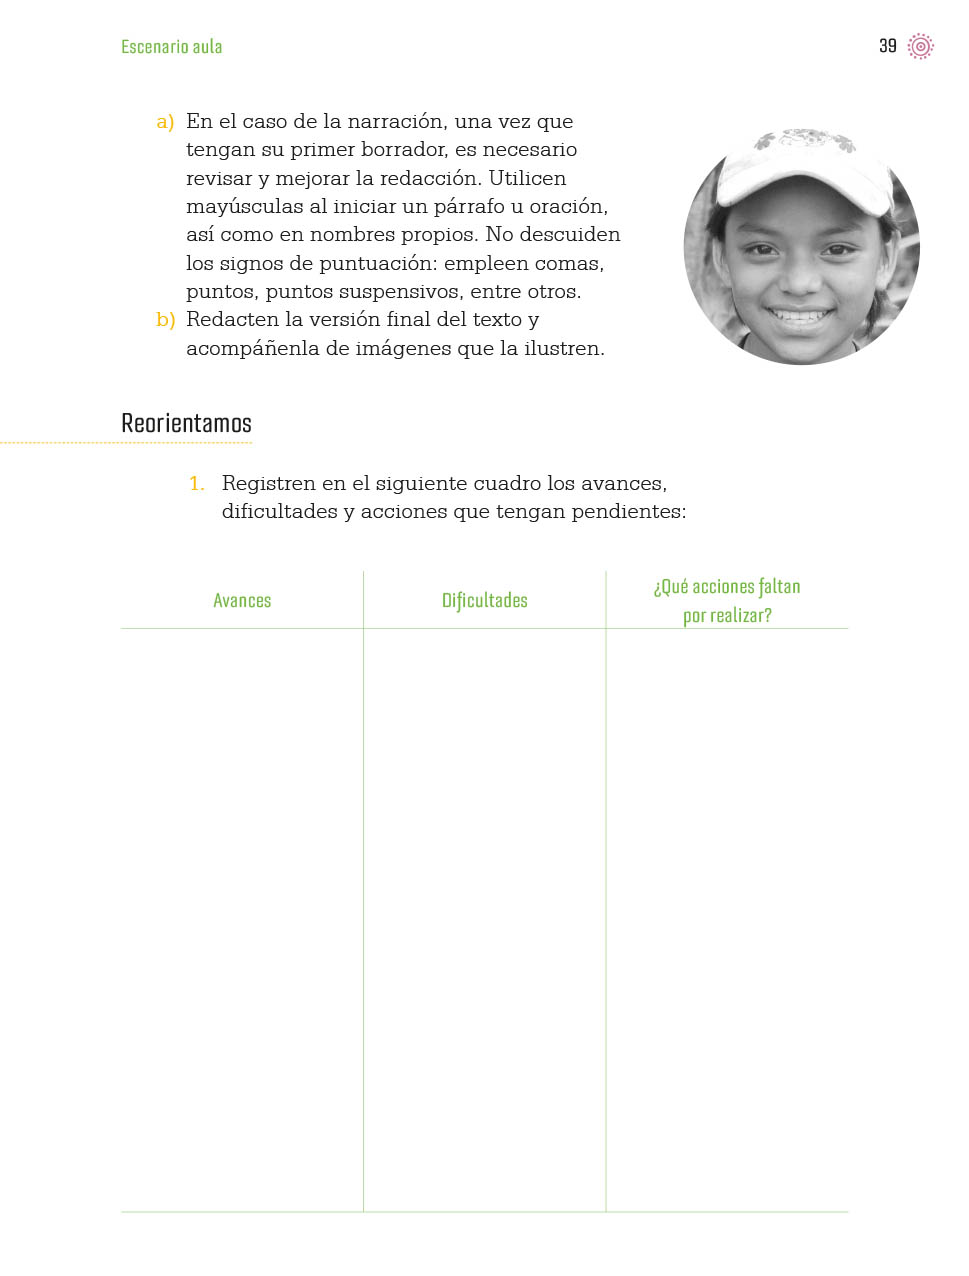 Escenario aula
39
a) En el caso de la narración, una vez que
tengan su primer borrador, es necesario
revisar y mejorar la redacción. Utilicen
mayúsculas al iniciar un párrafo u oración,
así como en nombres propios. No descuiden
los signos de puntuación: empleen comas,
puntos, puntos suspensivos, entre otros.
b) Redacten la versión final del texto y
acompáñenla de imágenes que la ilustren.
Reorientamos
1. Registren en el siguiente cuadro los avances,
dificultades y acciones que tengan pendientes:
Avances
Dificultades
¿Qué acciones faltan
por realizar?